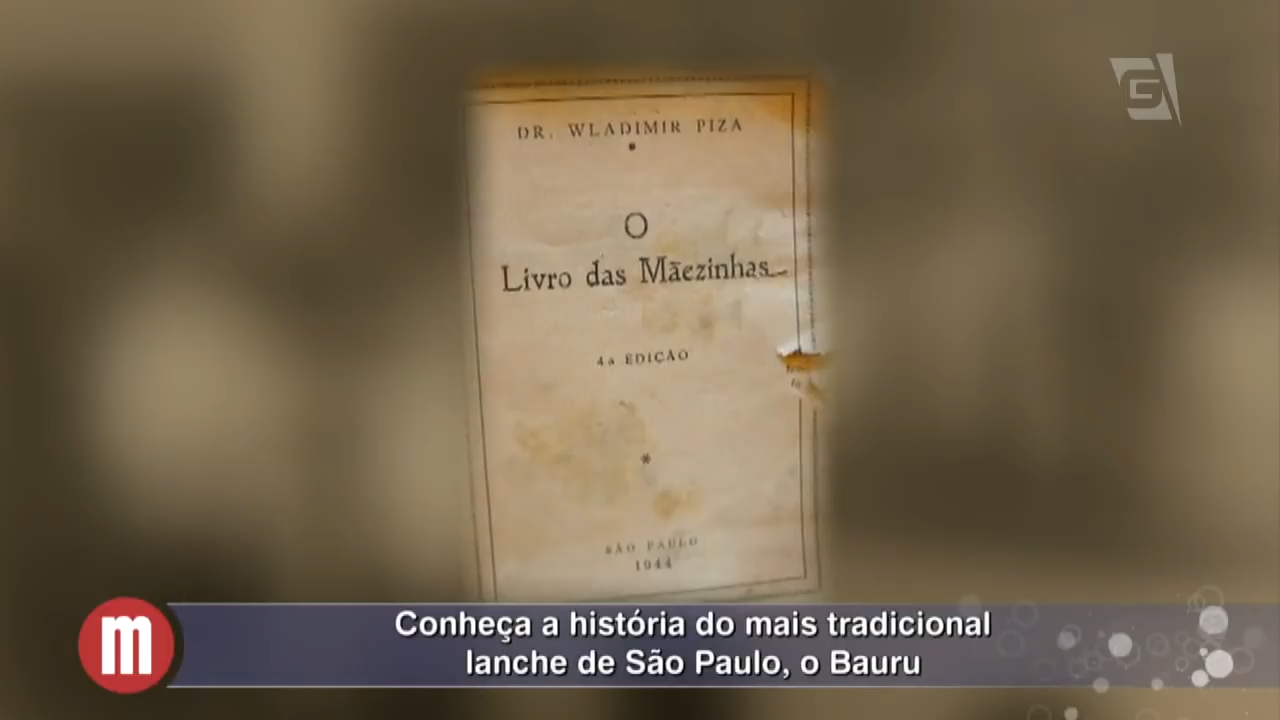 DR. WLADIMIR PIZA
O
Livro das Mãezinhas
4a EDIÇÃO
*
SÃO PAULO
1944
Conheça a história do mais tradicional
lanche de São Paulo, o Bauru